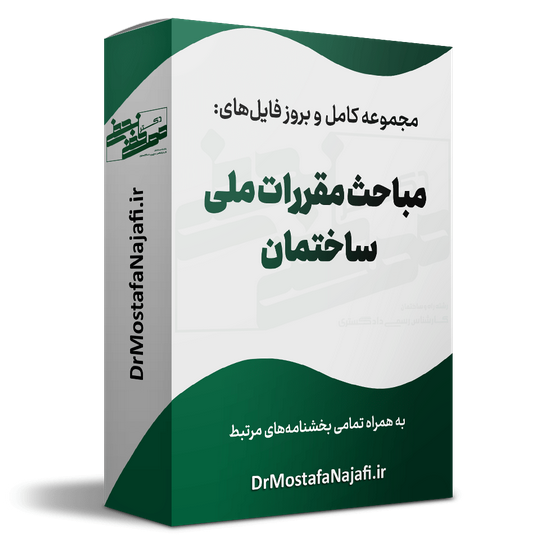 مجموعه کامل و بروز فایل‌های:
مباحث مقررات ملی
ساختمان
به همراه تمامی بخشنامه‌های مرتبط
DrMostafaNajafi.ir
DrMostafaNajafi.ir